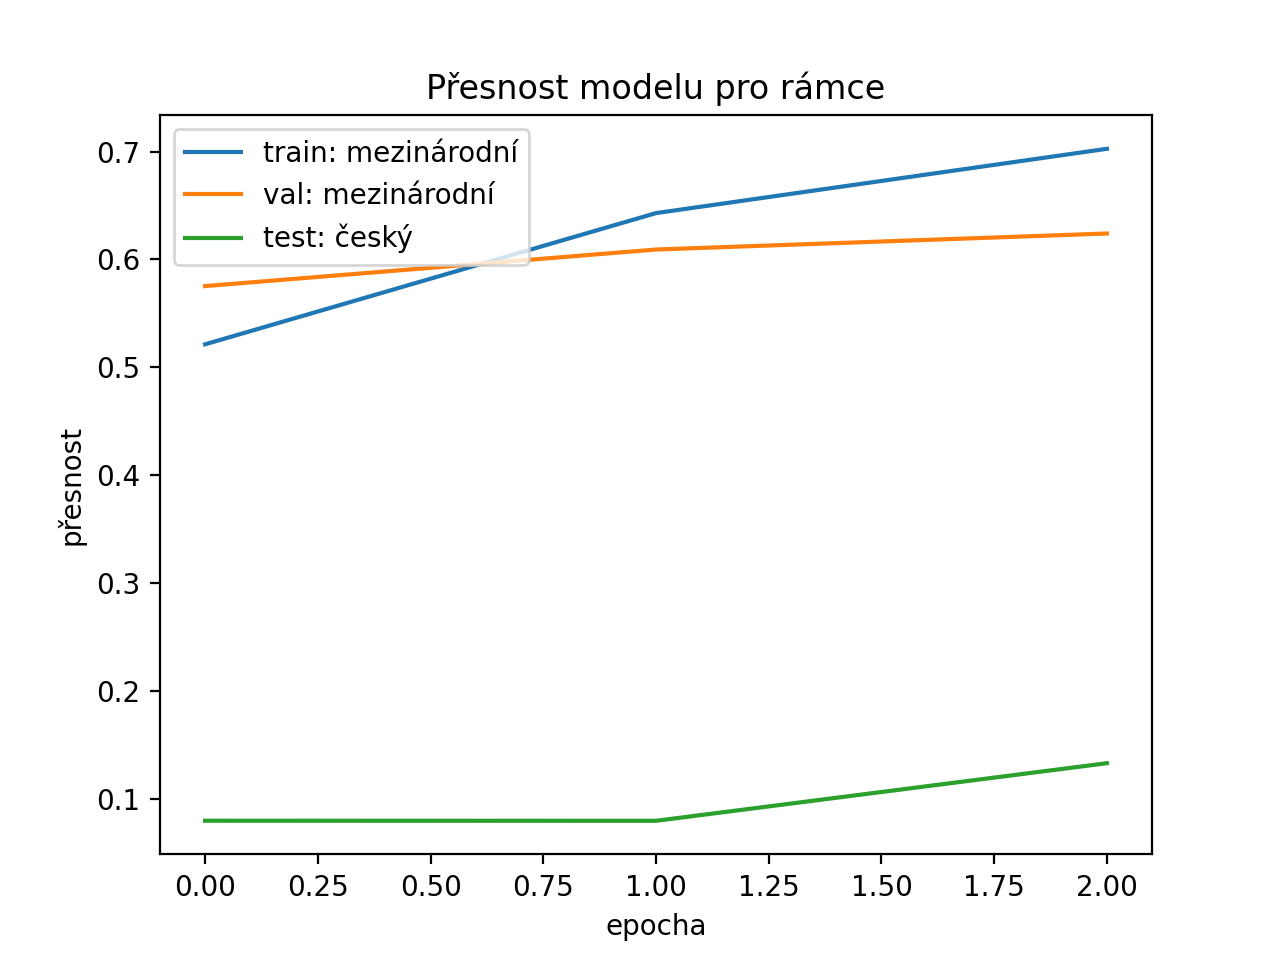 Přesnost modelu pro rámce
train: mezinárodní
val: mezinárodní
test: český
0.7
0.6
0.5
0.4
0.3
0.2
0.1
přesnost
0.00 0.25 0.50 0.75 1.00 1.25 1.50 1.75 2.00
epocha